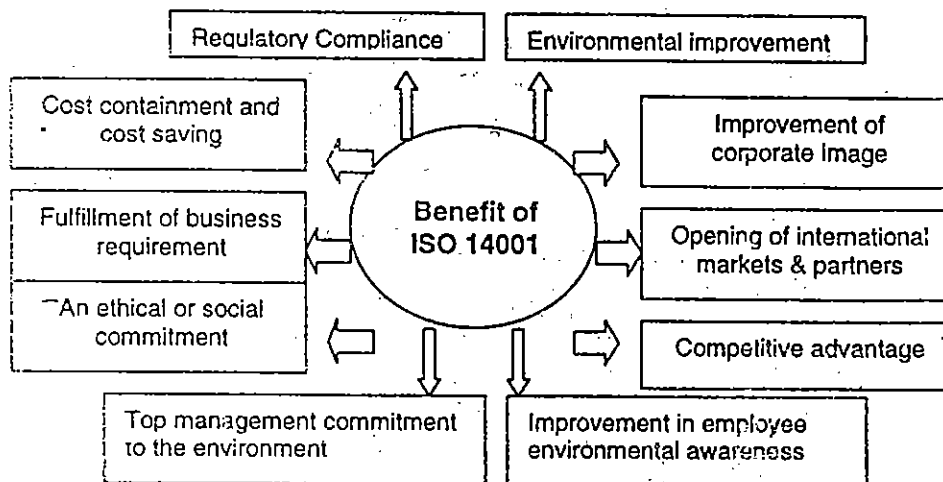 Regulatory Compliance
Environmental improvement
Cost containment and
cost saving
Improvement of
corporate image
Benefit of
ISO 14001
Fulfillment of business
requirement
Opening of international
markets & partners
An ethical or social
commitment
Competitive advantage
Top management commitment
to the environment
Improvement in employee
environmental awareness